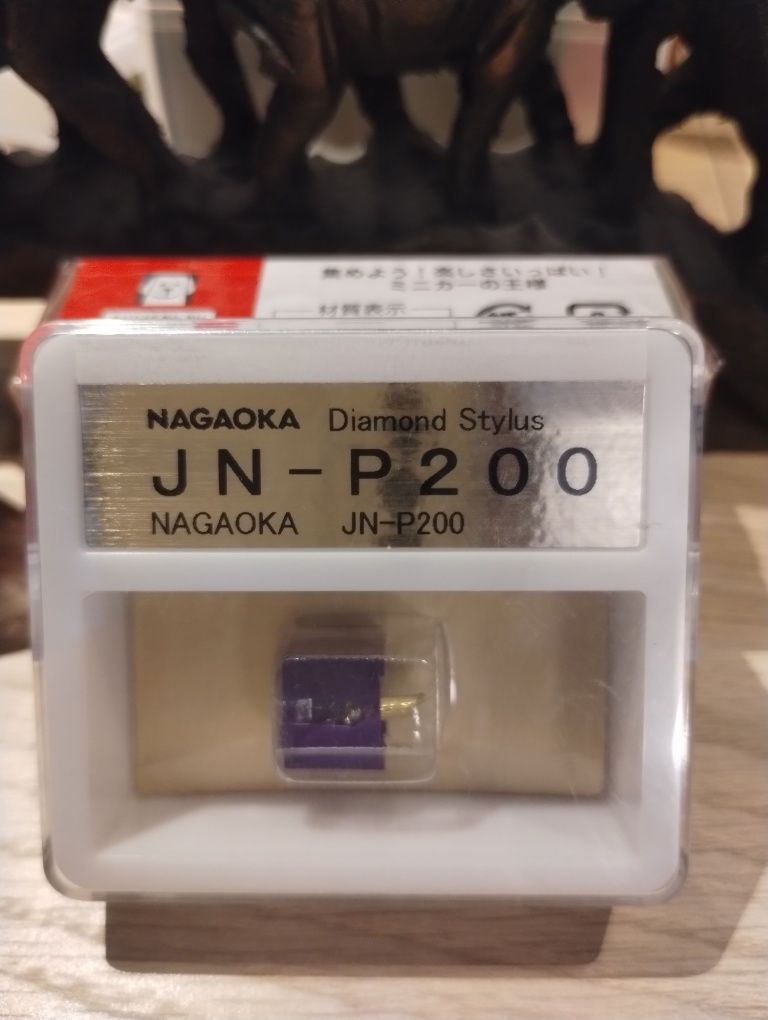 集めよう！楽しさいっぱい！
ミニカーの王様
材質表示
NAGAOKA Diamond Stylus
JN-P200
NAGAOKA JN-P200